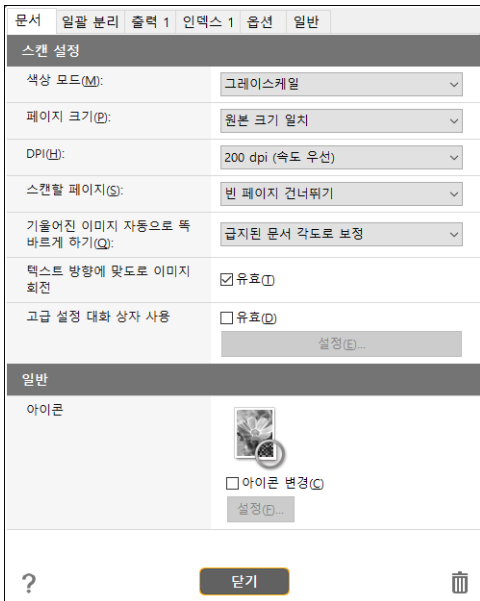 문서 일괄 분리 출력 1 인덱스 1 옵션 일반
스캔 설정
색상 모드(M): 그레이스케일
페이지 크기(P): 원본 크기 일치
DPI(H): 200 dpi (속도 우선)
스캔할 페이지(S): 빈 페이지 건너뛰기
기울어진 이미지 자동으로 똑
바르게 하기(Q): 급지된 문서 각도로 보정
텍스트 방향에 맞도로 이미지
회전 유효(T)
고급 설정 대화 상자 사용 유효(D)
설정(E)...
일반
아이콘
아이콘 변경(C)
설정(F)...
? 닫기